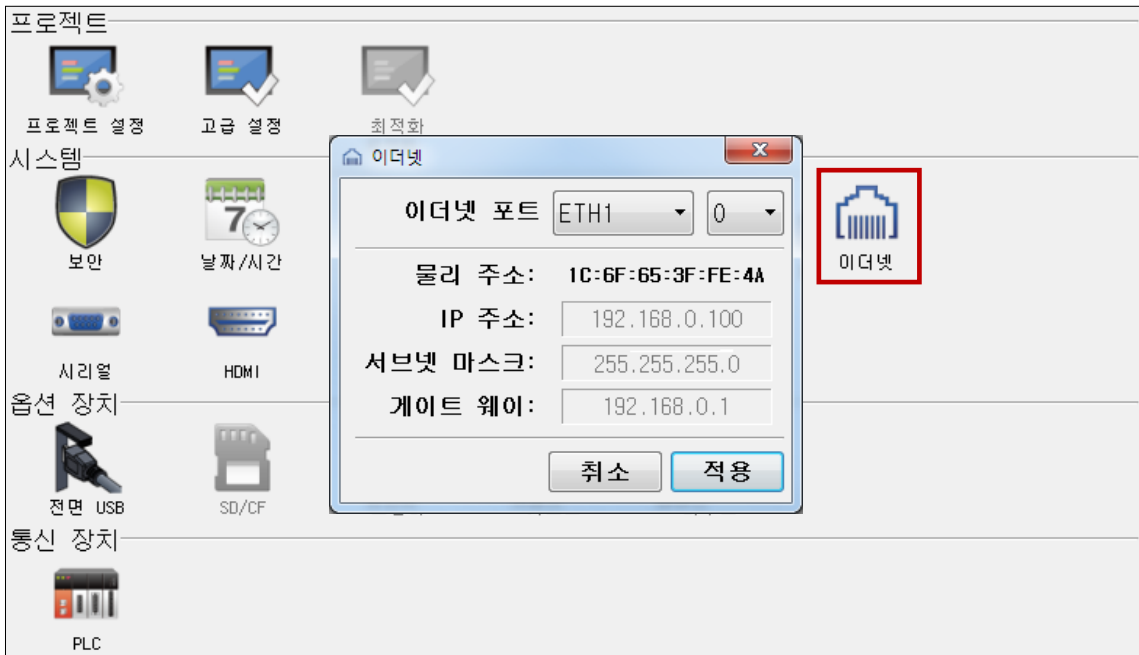 프로젝트
프로젝트 설정
고급 설정
최적화
시스템
보안
날짜/시간
7
이더넷
시리얼
HDMI
이더넷
이더넷 포트 ETH1 0
물리 주소: 1C:6F:65:3F:FE:4A
IP 주소: 192.168.0.100
서브넷 마스크: 255.255.255.0
게이트 웨이: 192.168.0.1
취소
적용
옵션 장치
전면 USB
SD/CF
통신 장치
PLC